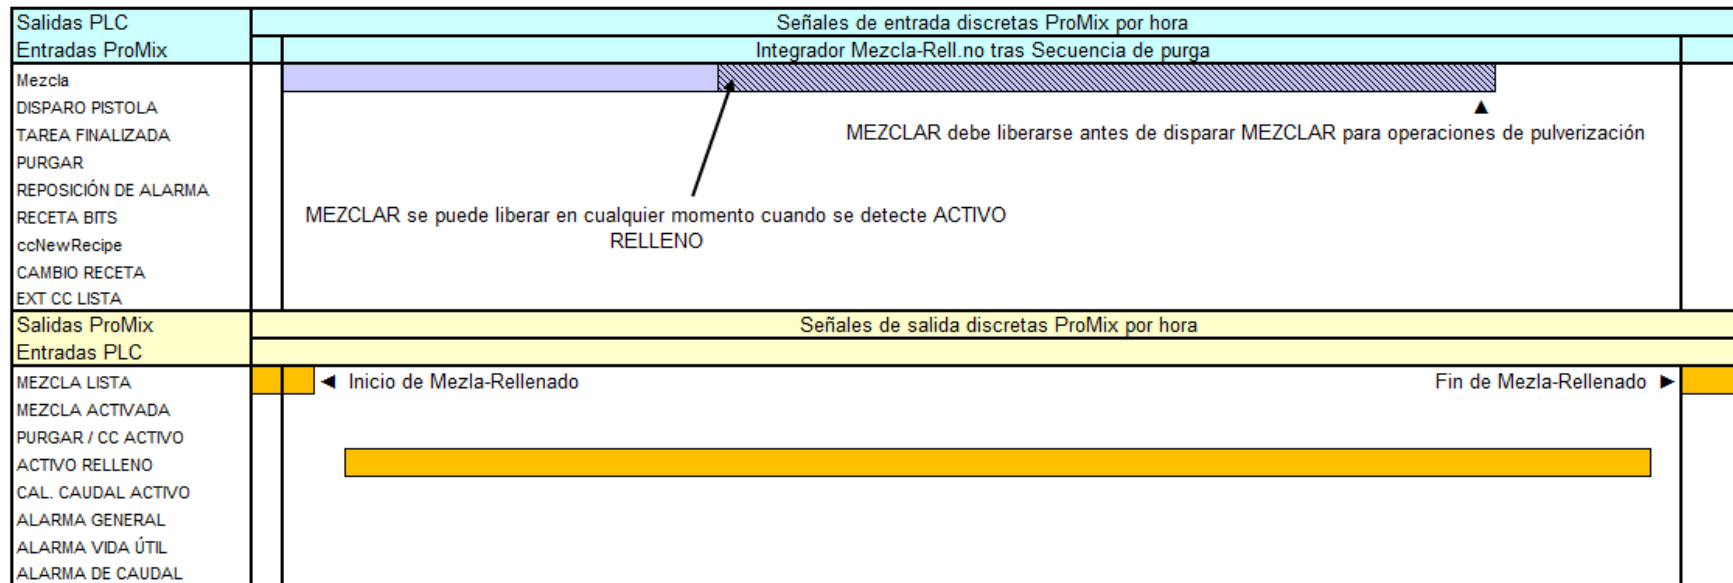 Salidas PLC
Señales de entrada discretas ProMix por hora
Entradas ProMix
Integrador Mezcla-Rell.no tras Secuencia de purga
Mezcla
DISPARO PISTOLA
TAREA FINALIZADA
MEZCLAR debe liberarse antes de disparar MEZCLAR para operaciones de pulverización
PURGAR
REPOSICIÓN DE ALARMA
RECETA BITS
MEZCLAR se puede liberar en cualquier momento cuando se detecte ACTIVO
RELLENO
ccNewRecipe
CAMBIO RECETA
EXT CC LISTA
Salidas ProMix
Señales de salida discretas ProMix por hora
Entradas PLC
MEZCLA LISTA
◄ Inicio de Mezla-Rellenado
Fin de Mezla-Rellenado ►
MEZCLA ACTIVADA
PURGAR / CC ACTIVO
ACTIVO RELLENO
CAL. CAUDAL ACTIVO
ALARMA GENERAL
ALARMA VIDA ÚTIL
ALARMA DE CAUDAL